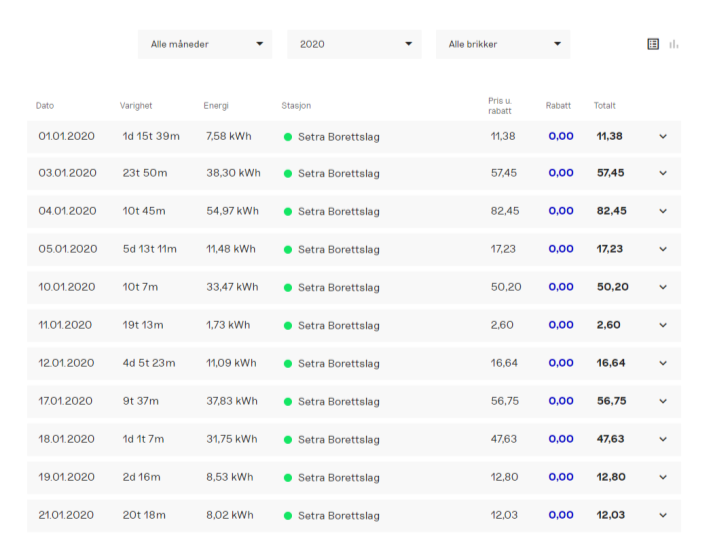 Alle måneder 2020 Alle brikker
Dato Varighet Energi Stasjon Pris u. rabatt Rabatt Totalt
01.01.2020 1d 15t 39m 7,58 kWh Setra Borettslag 11,38 0,00 11,38
03.01.2020 23t 50m 38,30 kWh Setra Borettslag 57,45 0,00 57,45
04.01.2020 10t 45m 54,97 kWh Setra Borettslag 82,45 0,00 82,45
05.01.2020 5d 13t 11m 11,48 kWh Setra Borettslag 17,23 0,00 17,23
10.01.2020 10t 7m 33,47 kWh Setra Borettslag 50,20 0,00 50,20
11.01.2020 19t 13m 1,73 kWh Setra Borettslag 2,60 0,00 2,60
12.01.2020 4d 5t 23m 11,09 kWh Setra Borettslag 16,64 0,00 16,64
17.01.2020 9t 37m 37,83 kWh Setra Borettslag 56,75 0,00 56,75
18.01.2020 1d 1t 7m 31,75 kWh Setra Borettslag 47,63 0,00 47,63
19.01.2020 2d 16m 8,53 kWh Setra Borettslag 12,80 0,00 12,80
21.01.2020 20t 18m 8,02 kWh Setra Borettslag 12,03 0,00 12,03